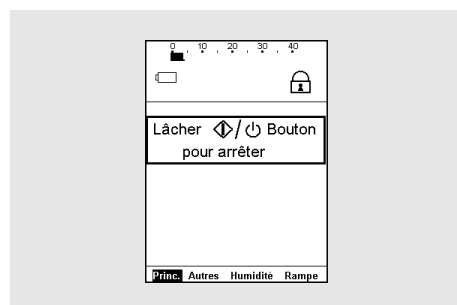 0 10 20 30 40
Lâcher / Bouton
pour arrêter
Princ. Autres Humidité Rampe